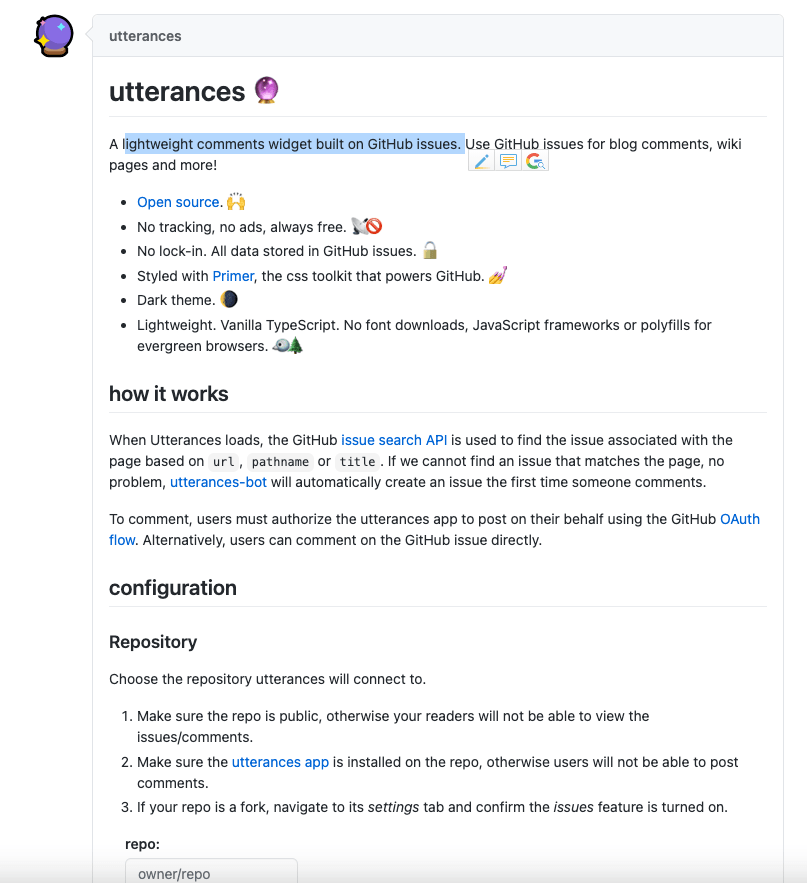 utterances
utterances
A lightweight comments widget built on GitHub issues. Use GitHub issues for blog comments, wiki
pages and more!
Open source.
No tracking, no ads, always free.
No lock-in. All data stored in GitHub issues.
Styled with Primer, the css toolkit that powers GitHub.
Dark theme.
Lightweight. Vanilla TypeScript. No font downloads, JavaScript frameworks or polyfills for
evergreen browsers.
how it works
When Utterances loads, the GitHub issue search API is used to find the issue associated with the
page based on url, pathname or title. If we cannot find an issue that matches the page, no
problem, utterances-bot will automatically create an issue the first time someone comments.
To comment, users must authorize the utterances app to post on their behalf using the GitHub OAuth
flow. Alternatively, users can comment on the GitHub issue directly.
configuration
Repository
Choose the repository utterances will connect to.
1. Make sure the repo is public, otherwise your readers will not be able to view the
issues/comments.
2. Make sure the utterances app is installed on the repo, otherwise users will not be able to post
comments.
3. If your repo is a fork, navigate to its settings tab and confirm the issues feature is turned on.
repo:
owner/repo